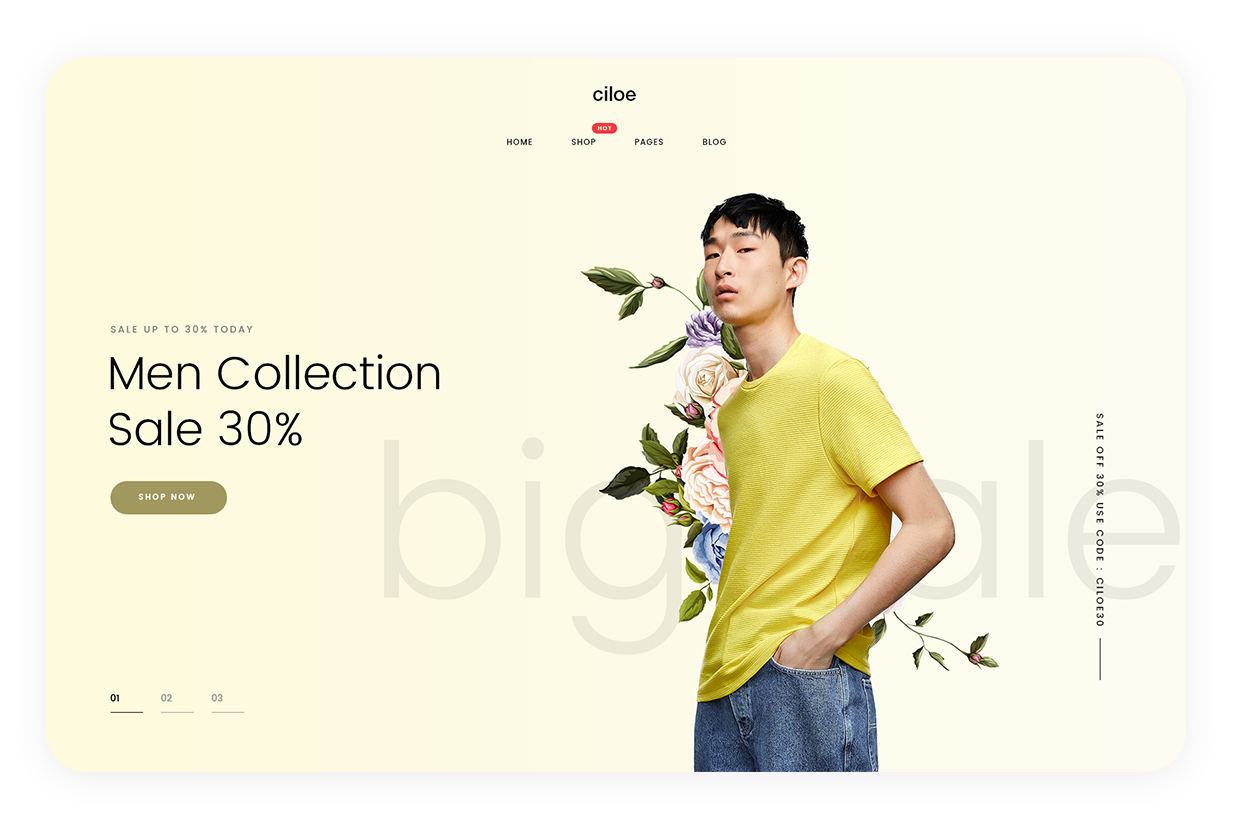 ciloe
HOT
HOME SHOP PAGES BLOG
SALE UP TO 30% TODAY
Men Collection
Sale 30%
SHOP NOW
big ale
SALE OFF 30% USE CODE : CILOE30
01 02 03